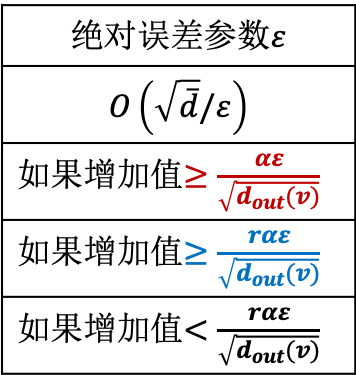 绝对误差参数ε
O(√d̄/ε)
如果增加值≥ αε/√d_out(v)
如果增加值≥ rαε/√d_out(v)
如果增加值< rαε/√d_out(v)